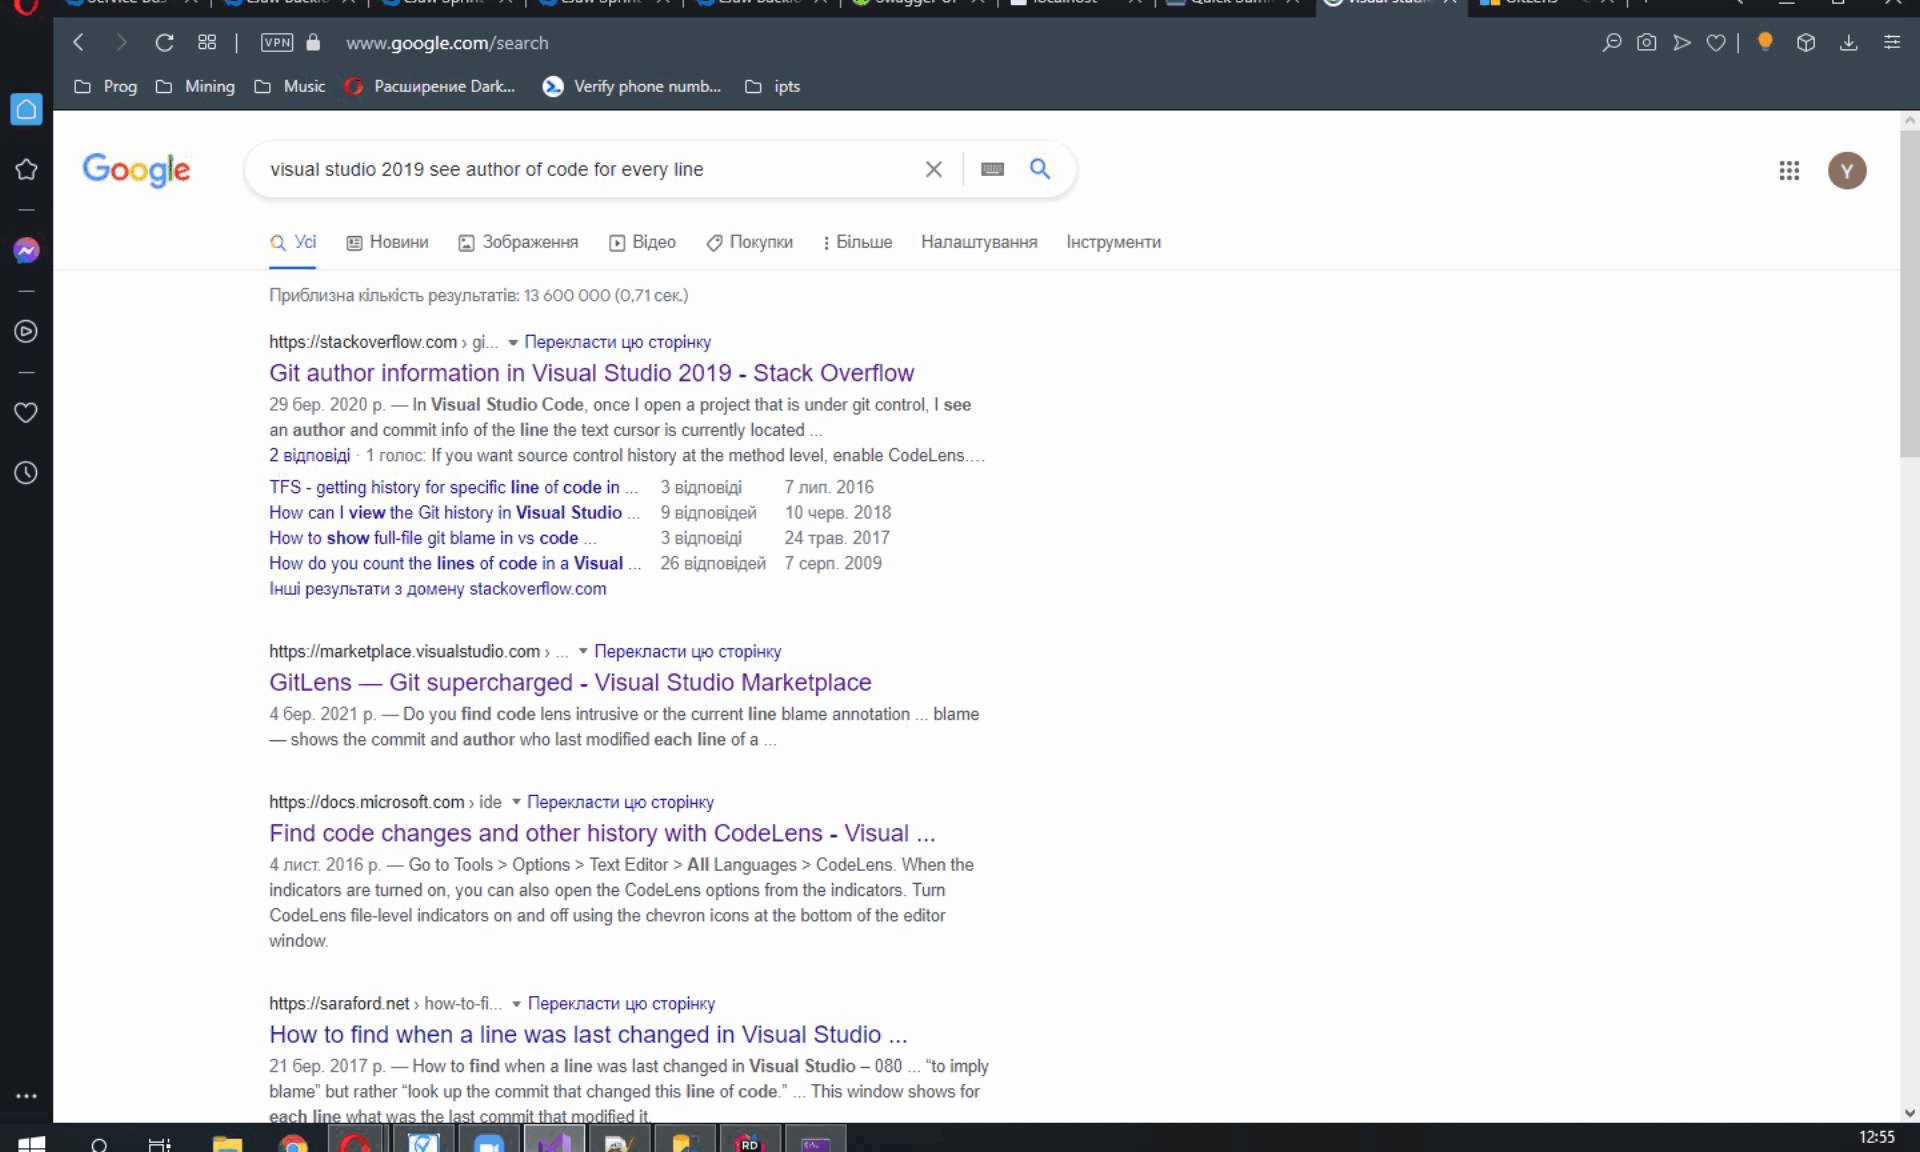 VPN
www.google.com/search
Prog
Mining
Music
Расширение Dark...
Verify phone numb...
ipts
Google
visual studio 2019 see author of code for every line
Y
Усі
Новини
Зображення
Відео
Покупки
Більше
Налаштування
Інструменти
Приблизна кількість результатів: 13 600 000 (0,71 сек.)
https://stackoverflow.com › gi... Перекласти цю сторінку
Git author information in Visual Studio 2019 - Stack Overflow
29 бер. 2020 р. — In Visual Studio Code, once I open a project that is under git control, I see
an author and commit info of the line the text cursor is currently located ...
2 відповіді · 1 голос: If you want source control history at the method level, enable CodeLens....
TFS - getting history for specific line of code in ... 3 відповіді 7 лип. 2016
How can I view the Git history in Visual Studio ... 9 відповідей 10 черв. 2018
How to show full-file git blame in vs code ... 3 відповіді 24 трав. 2017
How do you count the lines of code in a Visual ... 26 відповідей 7 серп. 2009
Інші результати з домену stackoverflow.com
https://marketplace.visualstudio.com › ... Перекласти цю сторінку
GitLens — Git supercharged - Visual Studio Marketplace
4 бер. 2021 р. — Do you find code lens intrusive or the current line blame annotation ... blame
— shows the commit and author who last modified each line of a ...
https://docs.microsoft.com › ide Перекласти цю сторінку
Find code changes and other history with CodeLens - Visual ...
4 лист. 2016 р. — Go to Tools > Options > Text Editor > All Languages > CodeLens. When the
indicators are turned on, you can also open the CodeLens options from the indicators. Turn
CodeLens file-level indicators on and off using the chevron icons at the bottom of the editor
window.
https://saraford.net › how-to-fi... Перекласти цю сторінку
How to find when a line was last changed in Visual Studio ...
21 бер. 2017 р. — How to find when a line was last changed in Visual Studio – 080 ... “to imply
blame” but rather “look up the commit that changed this line of code.” ... This window shows for
each line what was the last commit that modified it.
RD
12:55